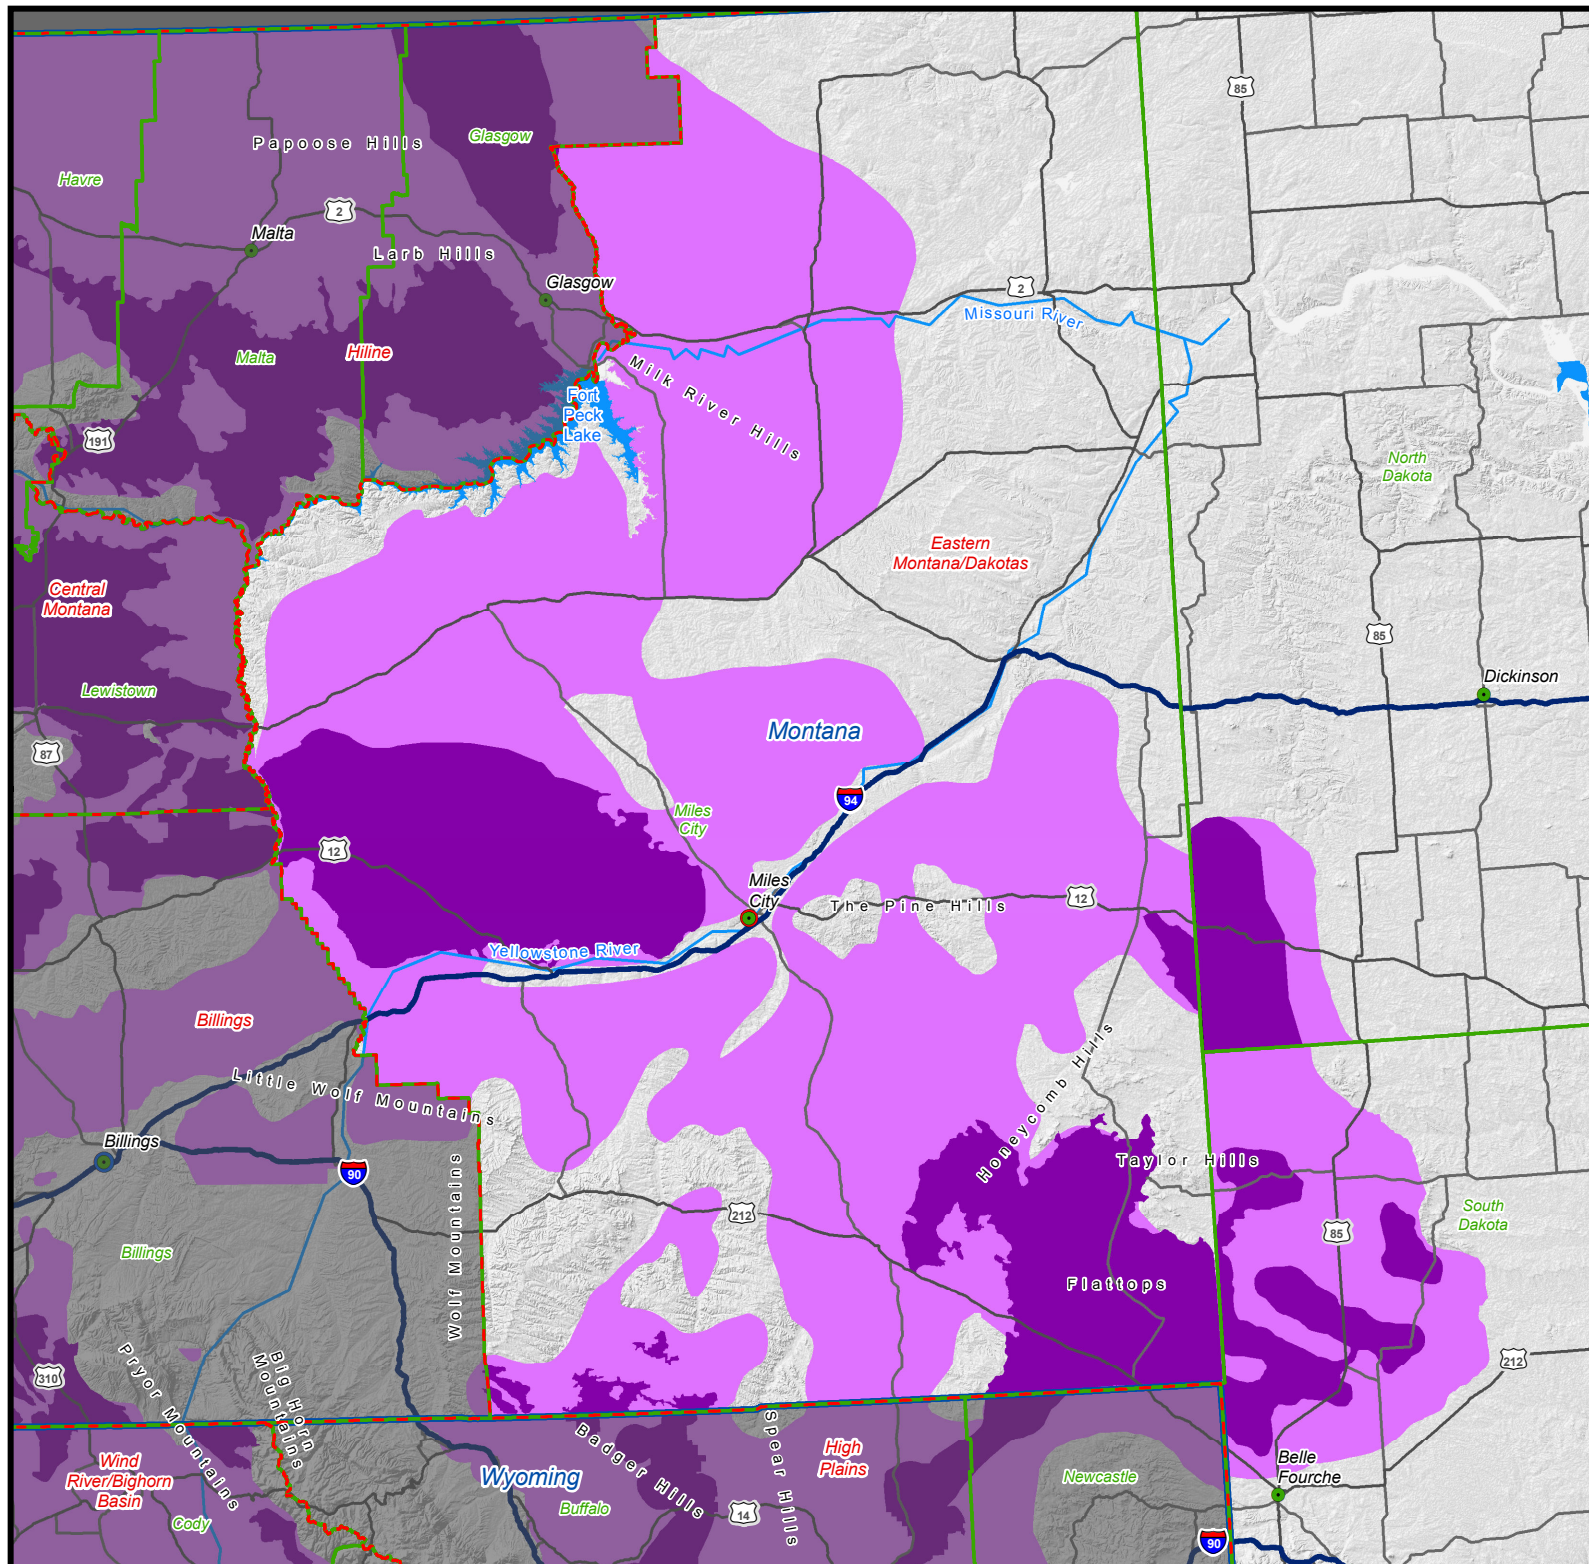 85
Papoose Hills
Glasgow
Havre
2
Malta
Larb Hills
Glasgow
2
Missouri River
Malta
Hiline
Milk River Hills
Fort
Peck
Lake
191
North
Dakota
Eastern
Montana/Dakotas
Central
Montana
85
Lewistown
Dickinson
Montana
87
94
Miles
City
12
Miles
City
12
The Pine Hills
Yellowstone River
Billings
Honeycomb Hills
Little Wolf Mountains
Billings
90
Taylor Hills
Wolf Mountains
212
South
Dakota
85
Billings
Flattops
Pryor Mountains
Big Horn
Mountains
310
212
Badger Hills
Spear Hills
High
Plains
Wind
River/Bighorn
Basin
Wyoming
Newcastle
Belle
Fourche
Buffalo
14
Cody
90